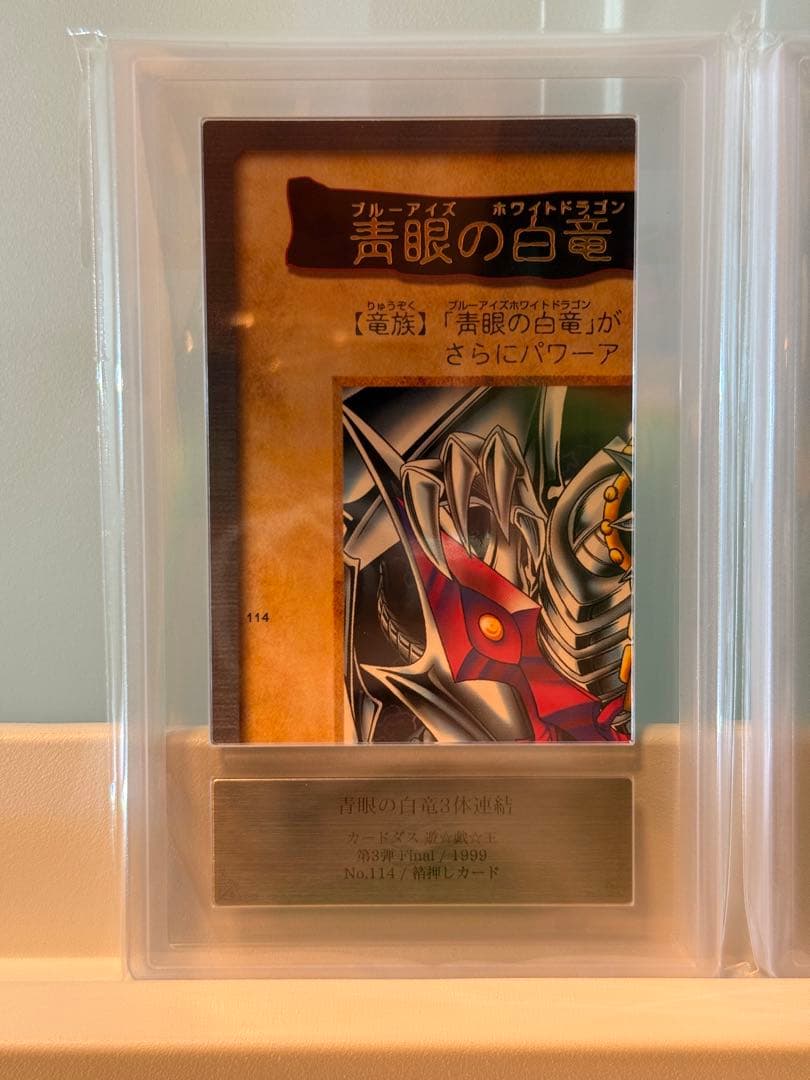 ブルーアイズ ホワイトドラゴン
青眼の白竜
りゅうぞく ブルーアイズホワイトドラゴン
【竜族】「青眼の白竜」が
さらにパワーア
114
青眼の白竜3体連結
カードダス 遊☆戯☆王
第3弾 Final / 1999
No.114 / 箔押しカード